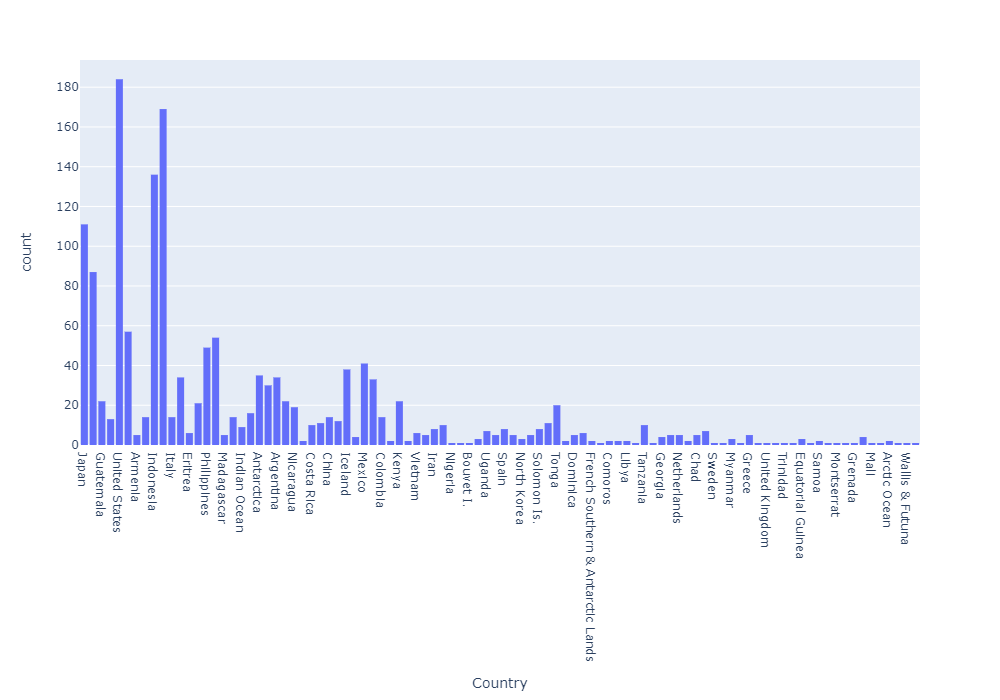 180
160
140
120
100
80
60
40
20
0
count
Japan
Guatemala
United States
Armenia
Indonesia
Italy
Eritrea
Philippines
Madagascar
Indian Ocean
Antarctica
Argentina
Nicaragua
Costa Rica
China
Iceland
Mexico
Colombia
Kenya
Vietnam
Iran
Nigeria
Bouvet I.
Uganda
Spain
North Korea
Solomon Is.
Tonga
Dominica
French Southern & Antarctic Lands
Comoros
Libya
Tanzania
Georgia
Netherlands
Chad
Sweden
Myanmar
Greece
United Kingdom
Trinidad
Equatorial Guinea
Samoa
Montserrat
Grenada
Mali
Arctic Ocean
Wallis & Futuna
Country